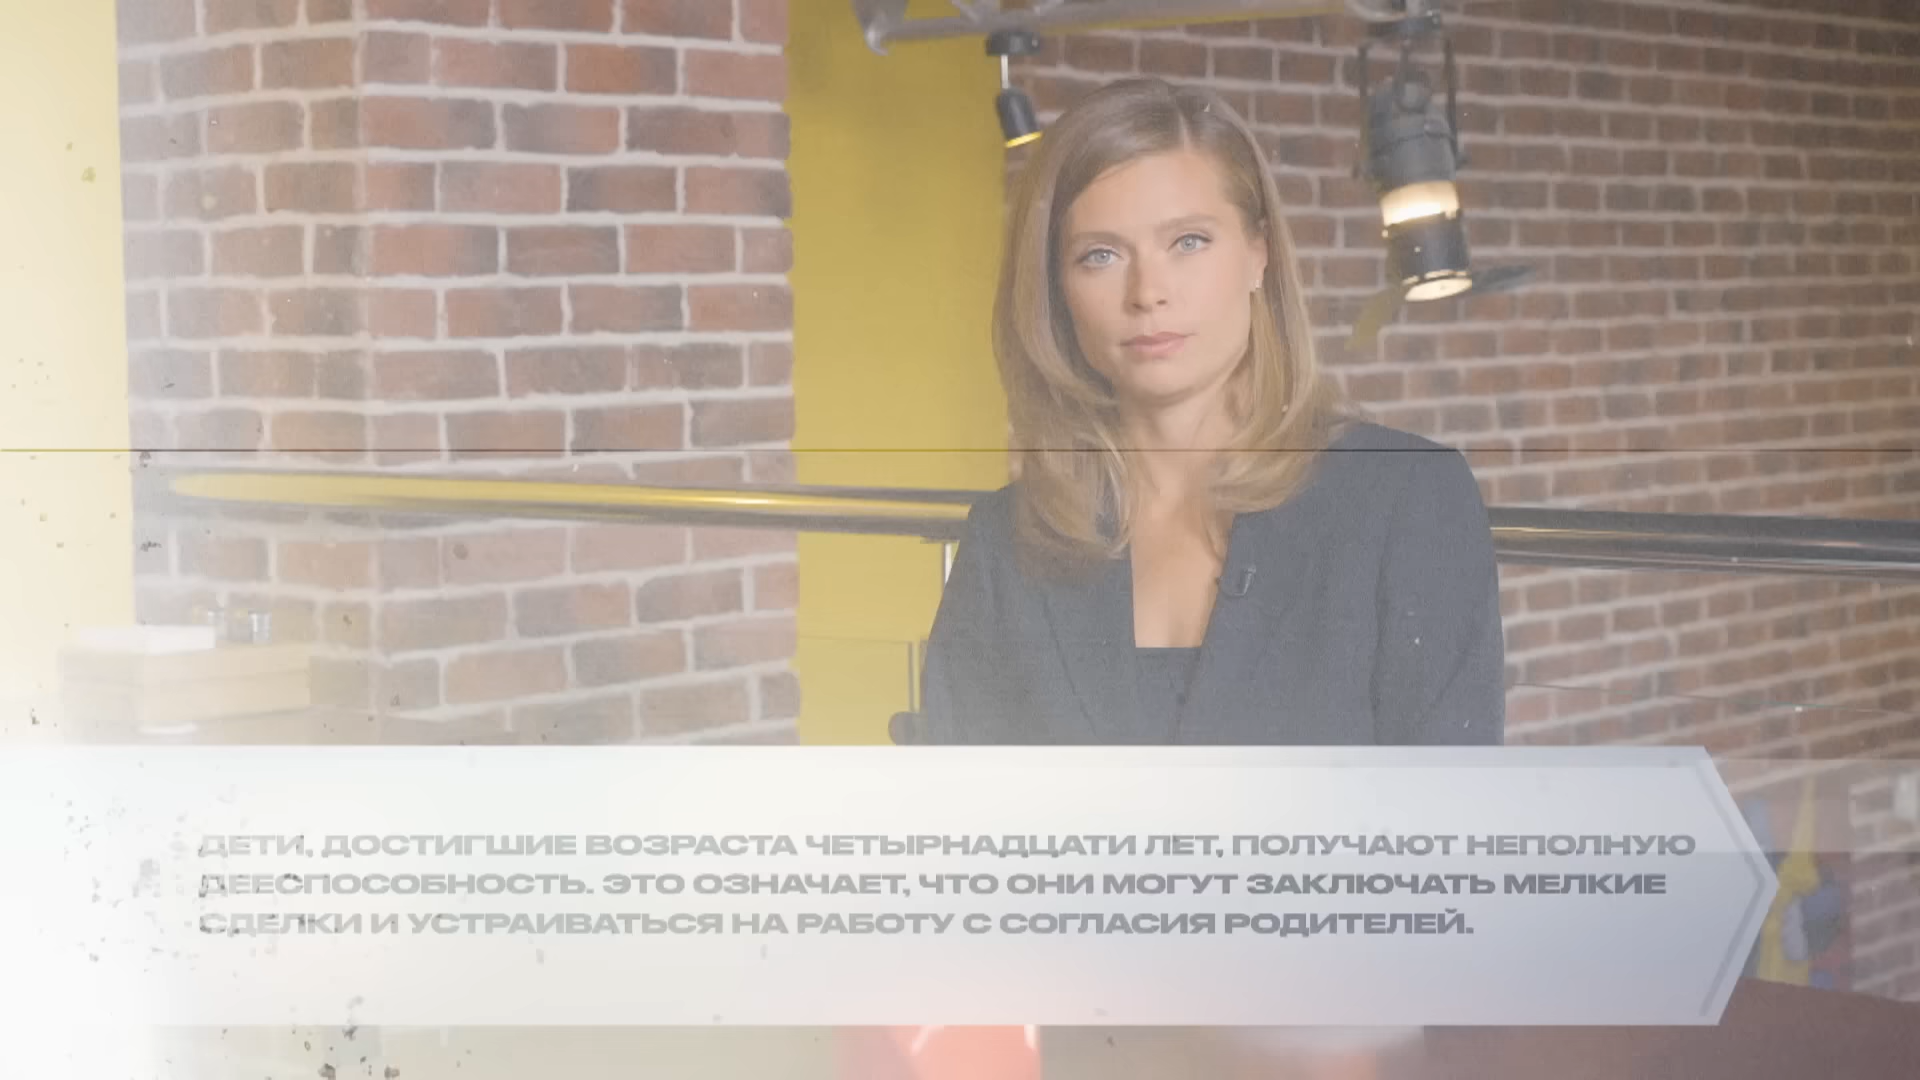 ДЕТИ, ДОСТИГШИЕ ВОЗРАСТА ЧЕТЫРНАДЦАТИ ЛЕТ, ПОЛУЧАЮТ НЕПОЛНУЮ
ДЕЕСПОСОБНОСТЬ. ЭТО ОЗНАЧАЕТ, ЧТО ОНИ МОГУТ ЗАКЛЮЧАТЬ МЕЛКИЕ
СДЕЛКИ И УСТРАИВАТЬСЯ НА РАБОТУ С СОГЛАСИЯ РОДИТЕЛЕЙ.